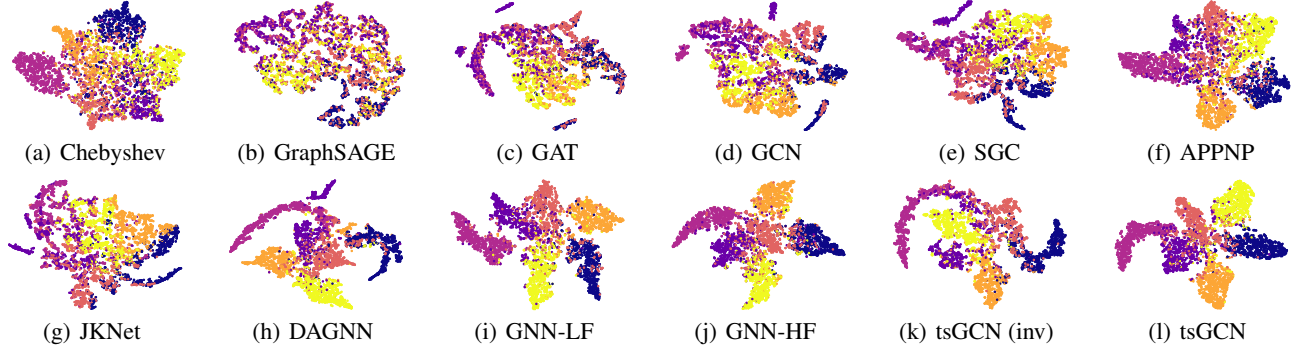 (a) Chebyshev (b) GraphSAGE (c) GAT (d) GCN (e) SGC (f) APPNP
(g) JKNet (h) DAGNN (i) GNN-LF (j) GNN-HF (k) tsGCN (inv) (l) tsGCN